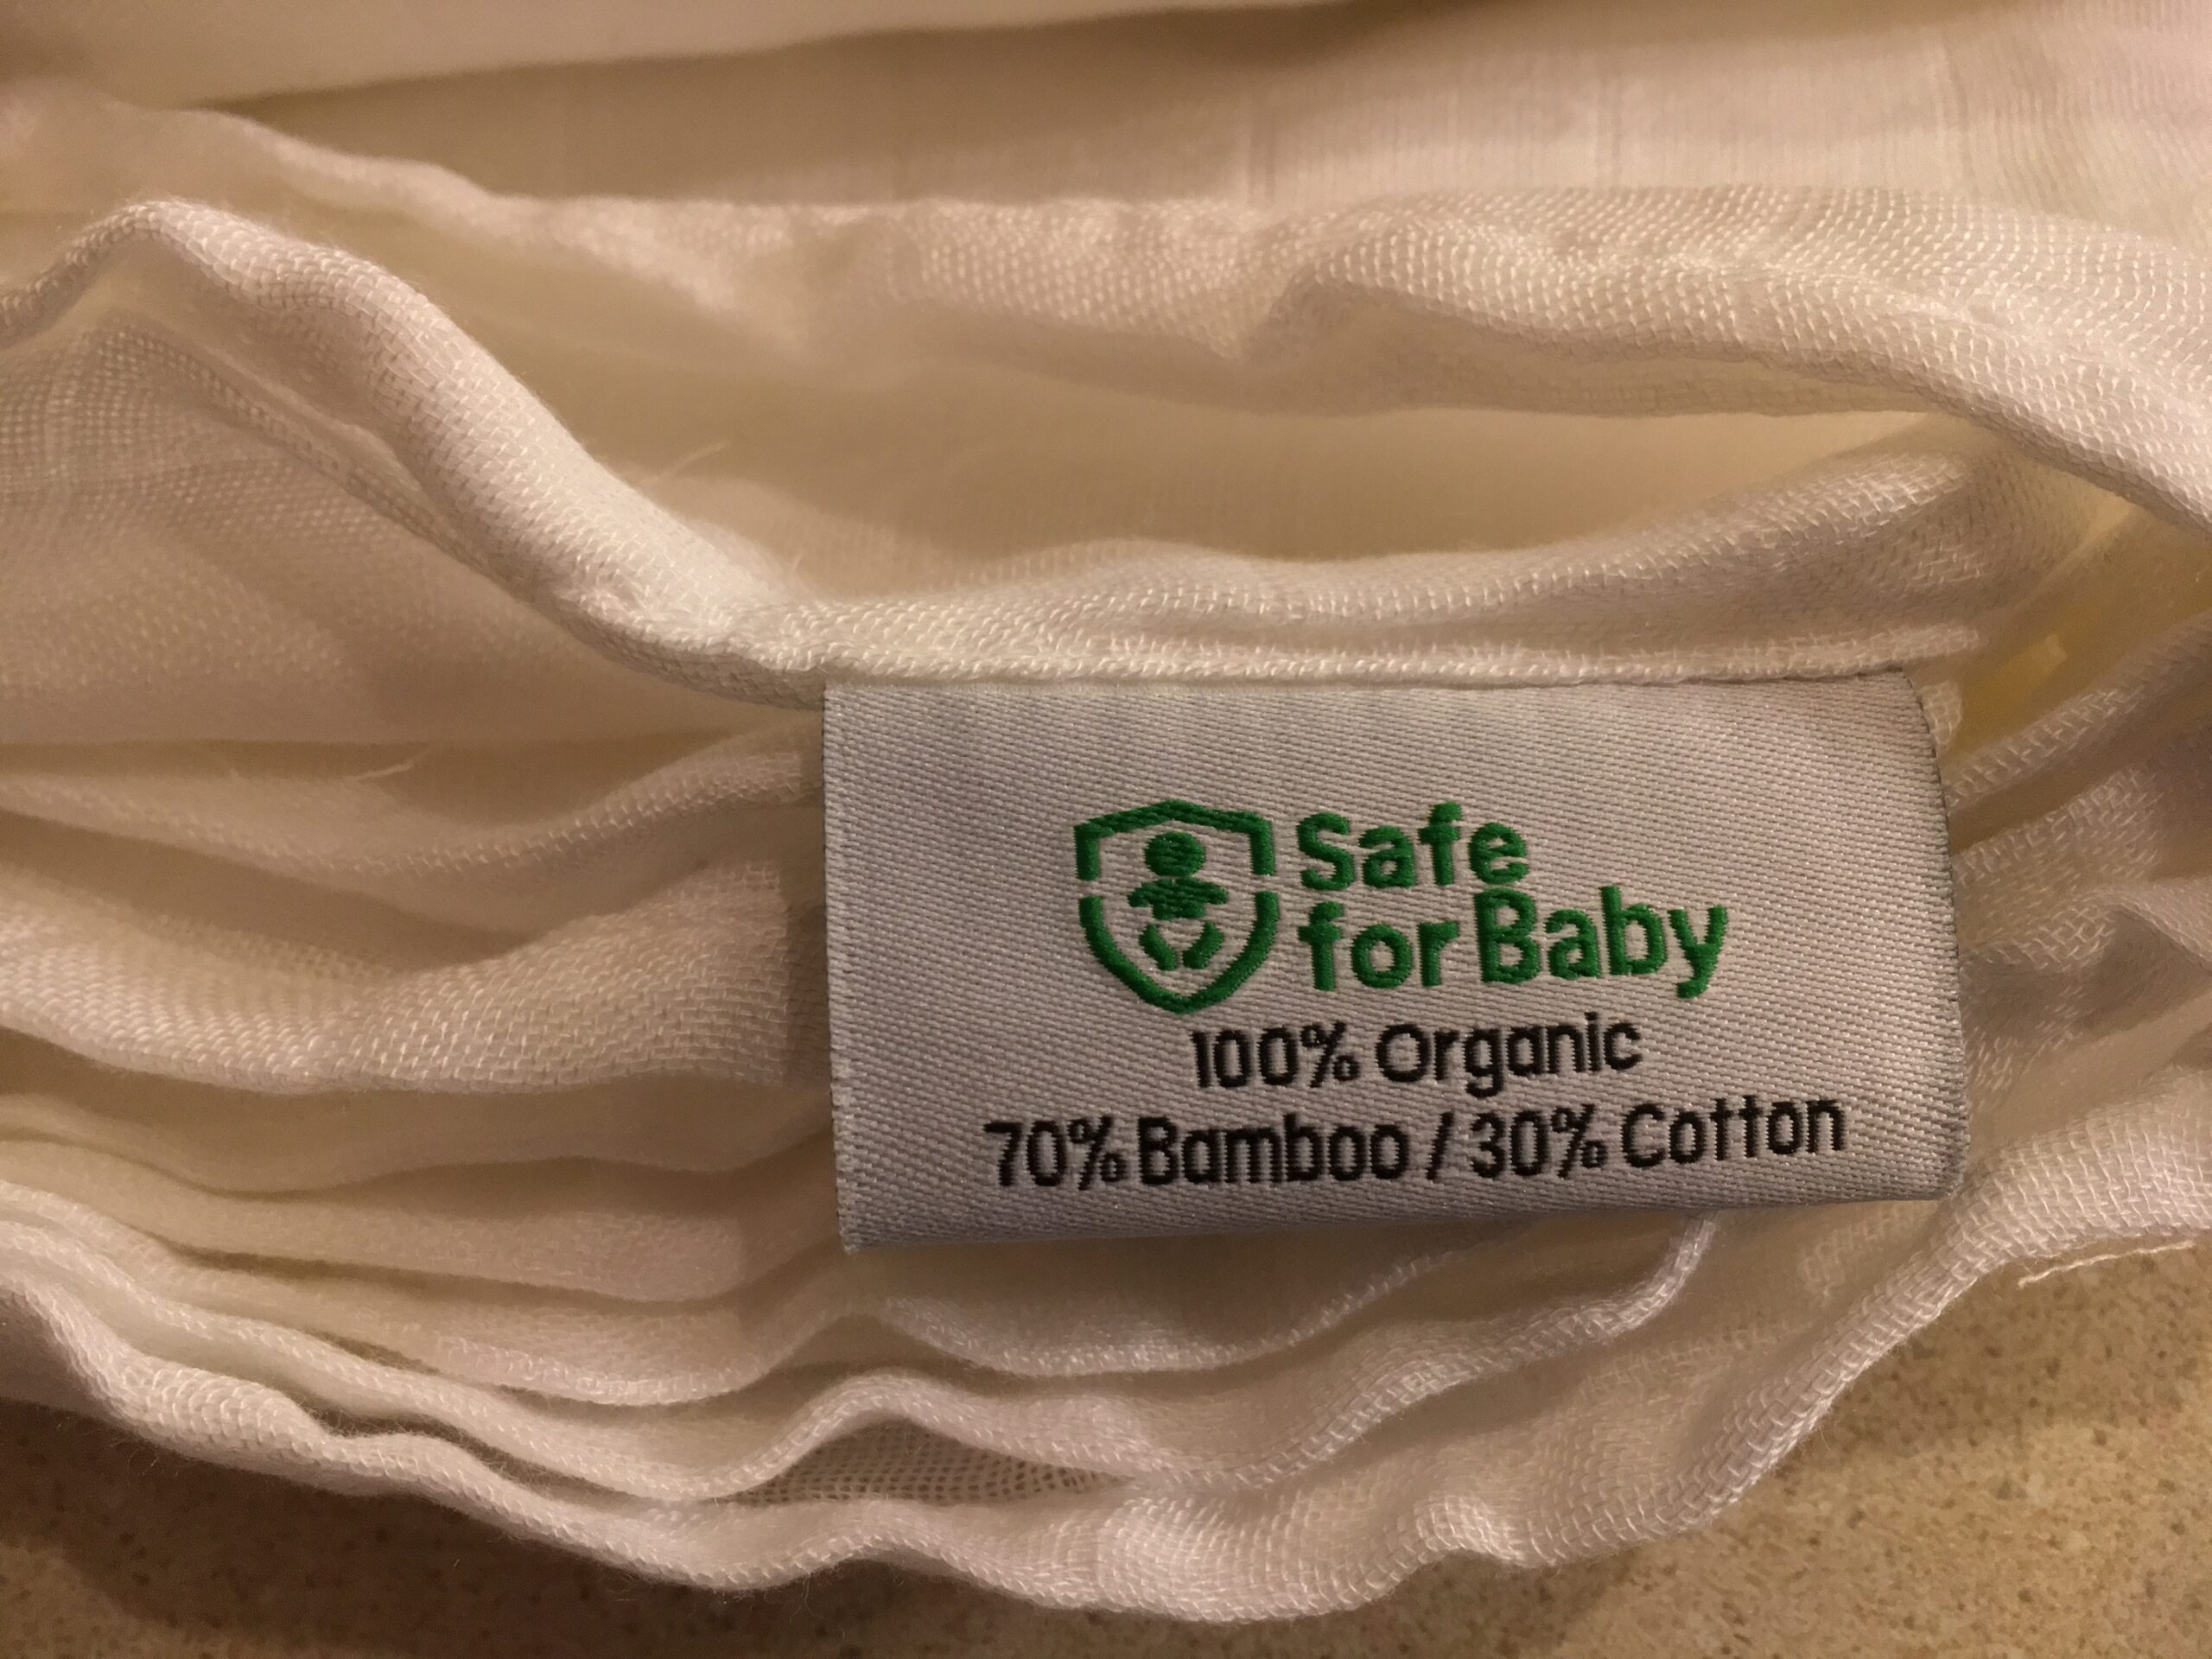 Safe
for Baby
100% Organic
70% Bamboo / 30% Cotton